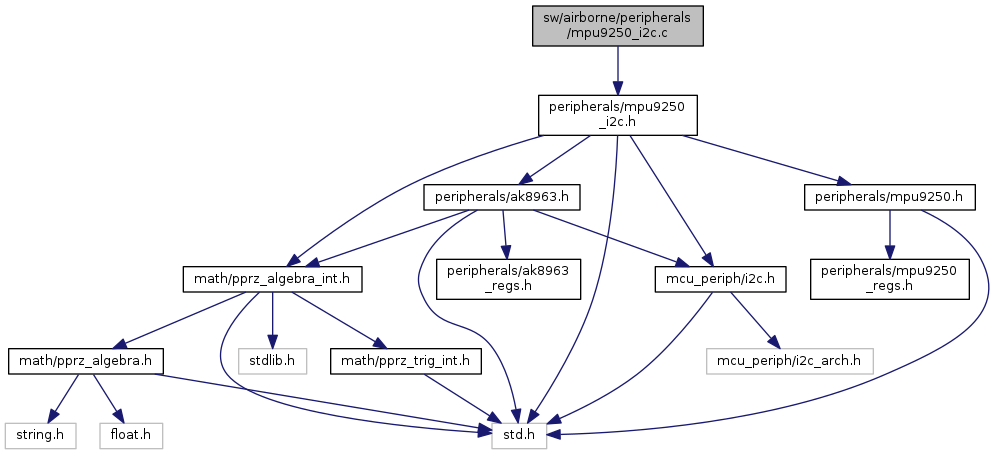 sw/airborne/peripherals
/mpu9250_i2c.c
peripherals/mpu9250
_i2c.h
peripherals/ak8963.h
peripherals/mpu9250.h
math/pprz_algebra_int.h
peripherals/ak8963
_regs.h
mcu_periph/i2c.h
peripherals/mpu9250
_regs.h
math/pprz_algebra.h
stdlib.h
math/pprz_trig_int.h
mcu_periph/i2c_arch.h
string.h
float.h
std.h